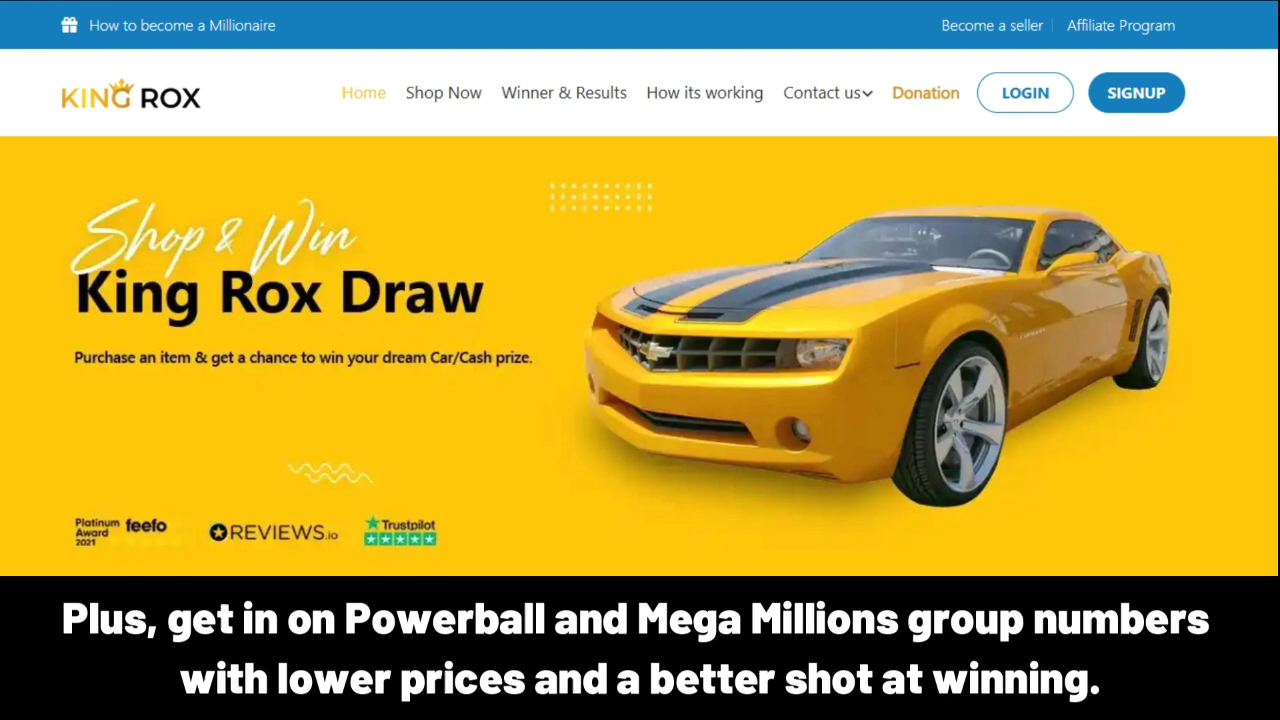 How to become a Millionaire
Become a seller
Affiliate Program
KING ROX
Home
Shop Now
Winner & Results
How its working
Contact us
Donation
LOGIN
SIGNUP
Shop & Win
King Rox Draw
Purchase an item & get a chance to win your dream Car/Cash prize.
Platinum
Award
2021
feefo
REVIEWS.io
Trustpilot
Plus, get in on Powerball and Mega Millions group numbers
with lower prices and a better shot at winning.